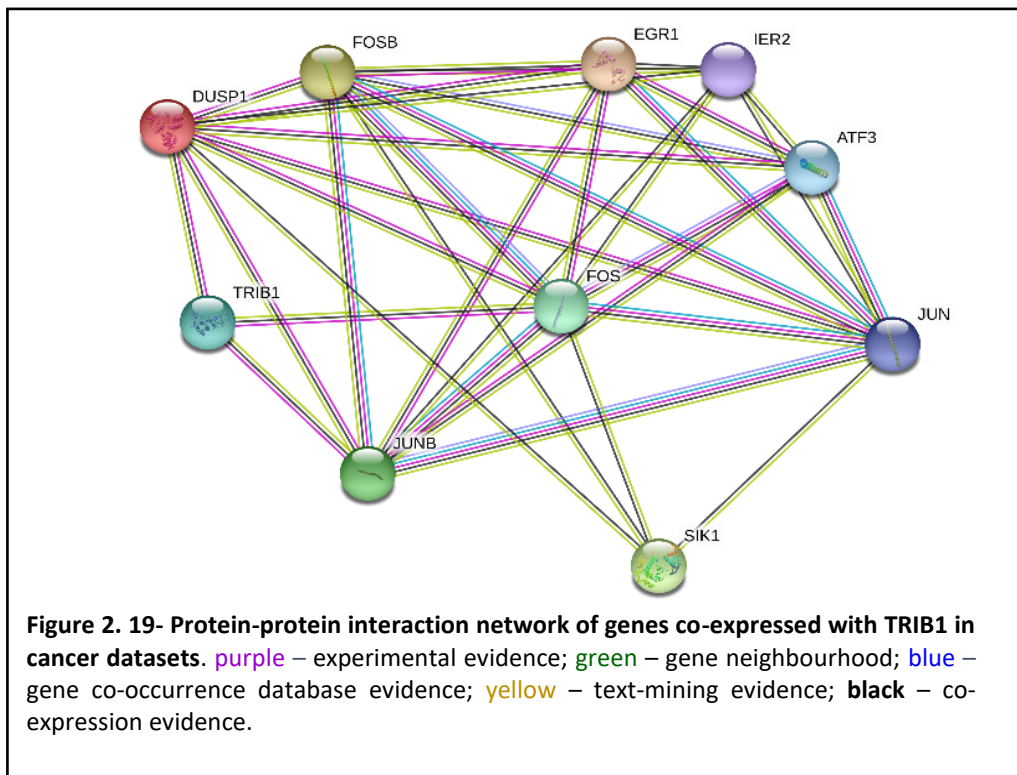 EGR1
IER2
FOSB
DUSP1
ATF3
FOS
TRIB1
JUN
JUNB
SIK1
Figure 2. 19- Protein-protein interaction network of genes co-expressed with TRIB1 in
cancer datasets. purple – experimental evidence; green – gene neighbourhood; blue –
gene co-occurrence database evidence; yellow – text-mining evidence; black – co-
expression evidence.